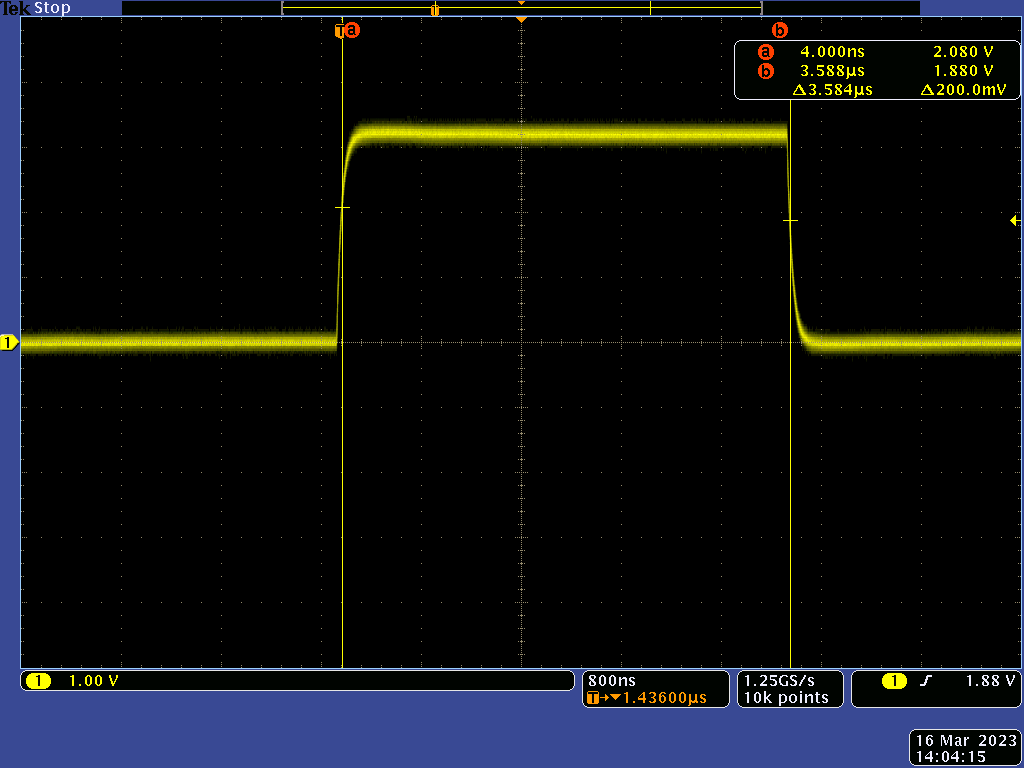 Tek Stop
T a b
a 4.000ns 2.080 V
b 3.588µs 1.880 V
Δ3.584µs Δ200.0mV
1
1 1.00 V
800ns
T→▼1.43600µs
1.25GS/s
10k points
1 ∫ 1.88 V
16 Mar 2023
14:04:15